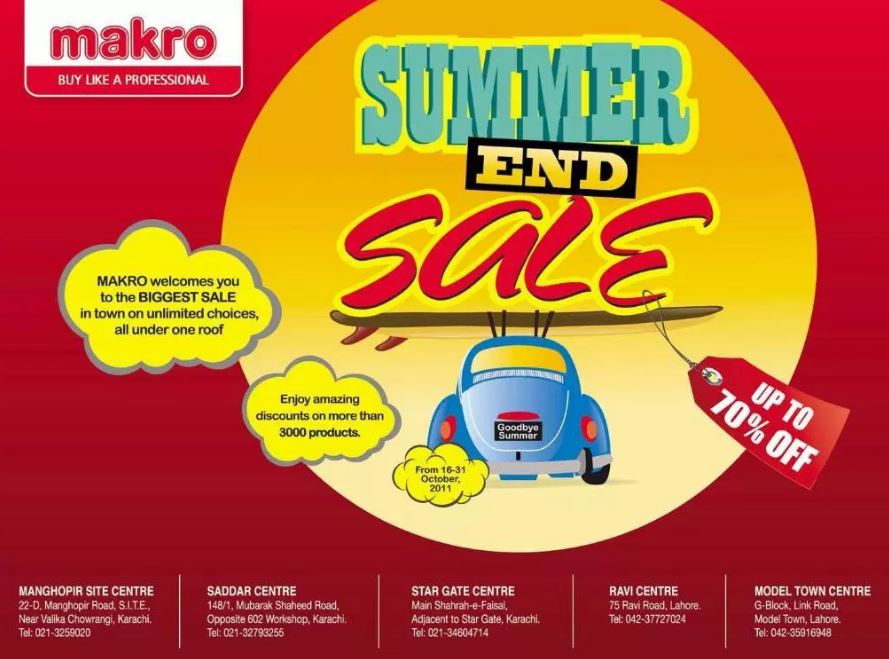 makro
BUY LIKE A PROFESSIONAL
SUMMER
END
SALE
MAKRO welcomes you
to the BIGGEST SALE
in town on unlimited choices,
all under one roof
Enjoy amazing
discounts on more than
3000 products.
From 16-31
October,
2011
Goodbye
Summer
UP TO
70% OFF
MANGHOPIR SITE CENTRE
22-D, Manghopir Road, S.I.T.E.,
Near Valika Chowrangi, Karachi.
Tel: 021-3259020
SADDAR CENTRE
148/1, Mubarak Shaheed Road,
Opposite 602 Workshop, Karachi.
Tel: 021-32793255
STAR GATE CENTRE
Main Shahrah-e-Faisal,
Adjacent to Star Gate, Karachi.
Tel: 021-34604714
RAVI CENTRE
75 Ravi Road, Lahore.
Tel: 042-37727024
MODEL TOWN CENTRE
G-Block, Link Road,
Model Town, Lahore.
Tel: 042-35916948